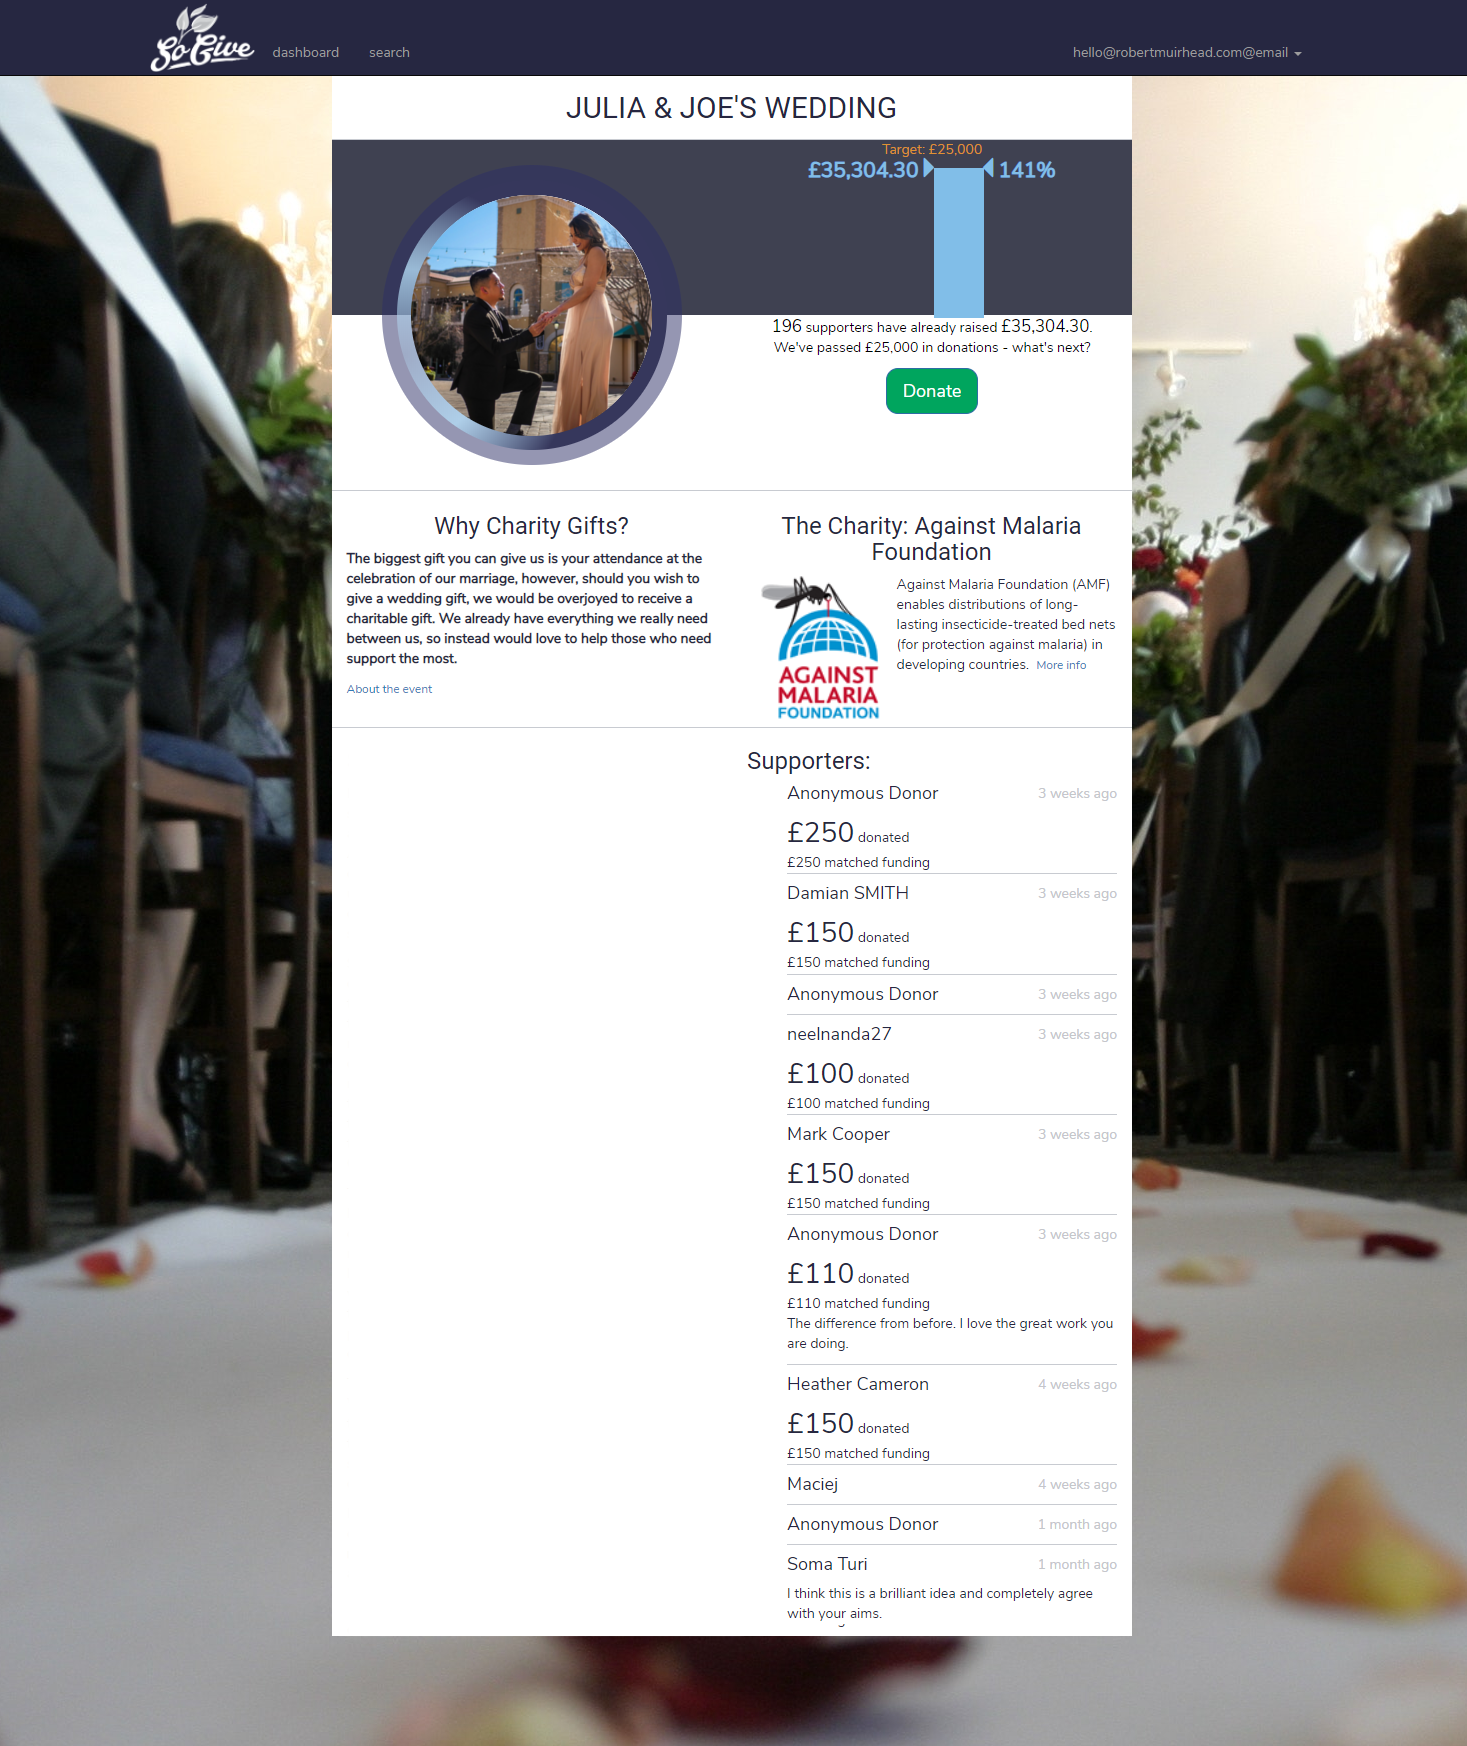 SoGive
dashboard
search
hello@robertmuirhead.com@email
JULIA & JOE'S WEDDING
Target: £25,000
£35,304.30
141%
196 supporters have already raised £35,304.30.
We've passed £25,000 in donations - what's next?
Donate
Why Charity Gifts?
The biggest gift you can give us is your attendance at the
celebration of our marriage, however, should you wish to
give a wedding gift, we would be overjoyed to receive a
charitable gift. We already have everything we really need
between us, so instead would love to help those who need
support the most.
About the event
The Charity: Against Malaria
Foundation
AGAINST
MALARIA
FOUNDATION
Against Malaria Foundation (AMF)
enables distributions of long-
lasting insecticide-treated bed nets
(for protection against malaria) in
developing countries. More info
Supporters:
Anonymous Donor 3 weeks ago
£250 donated
£250 matched funding
Damian SMITH 3 weeks ago
£150 donated
£150 matched funding
Anonymous Donor 3 weeks ago
neelnanda27 3 weeks ago
£100 donated
£100 matched funding
Mark Cooper 3 weeks ago
£150 donated
£150 matched funding
Anonymous Donor 3 weeks ago
£110 donated
£110 matched funding
The difference from before. I love the great work you
are doing.
Heather Cameron 4 weeks ago
£150 donated
£150 matched funding
Maciej 4 weeks ago
Anonymous Donor 1 month ago
Soma Turi 1 month ago
I think this is a brilliant idea and completely agree
with your aims.